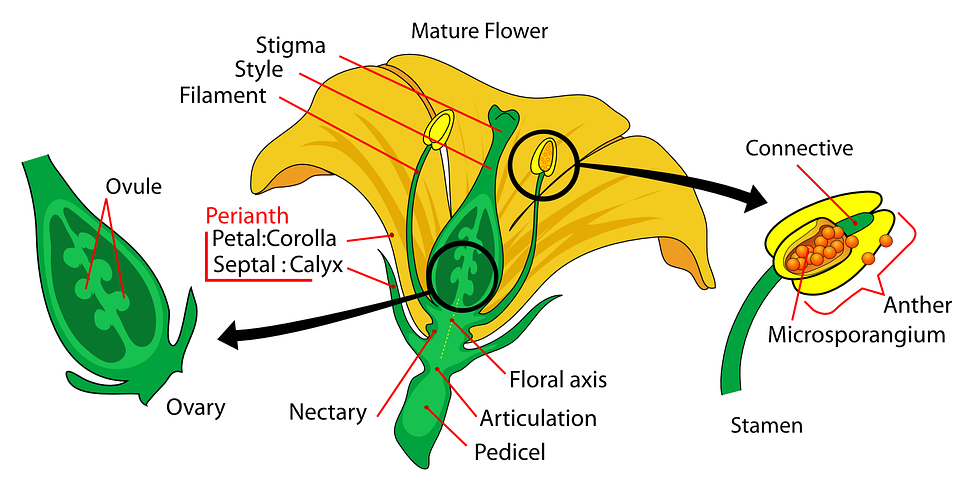 Mature Flower
Stigma
Style
Filament
Connective
Ovule
Perianth
Petal:Corolla
Septal : Calyx
Anther
Microsporangium
Floral axis
Ovary
Nectary
Articulation
Stamen
Pedicel